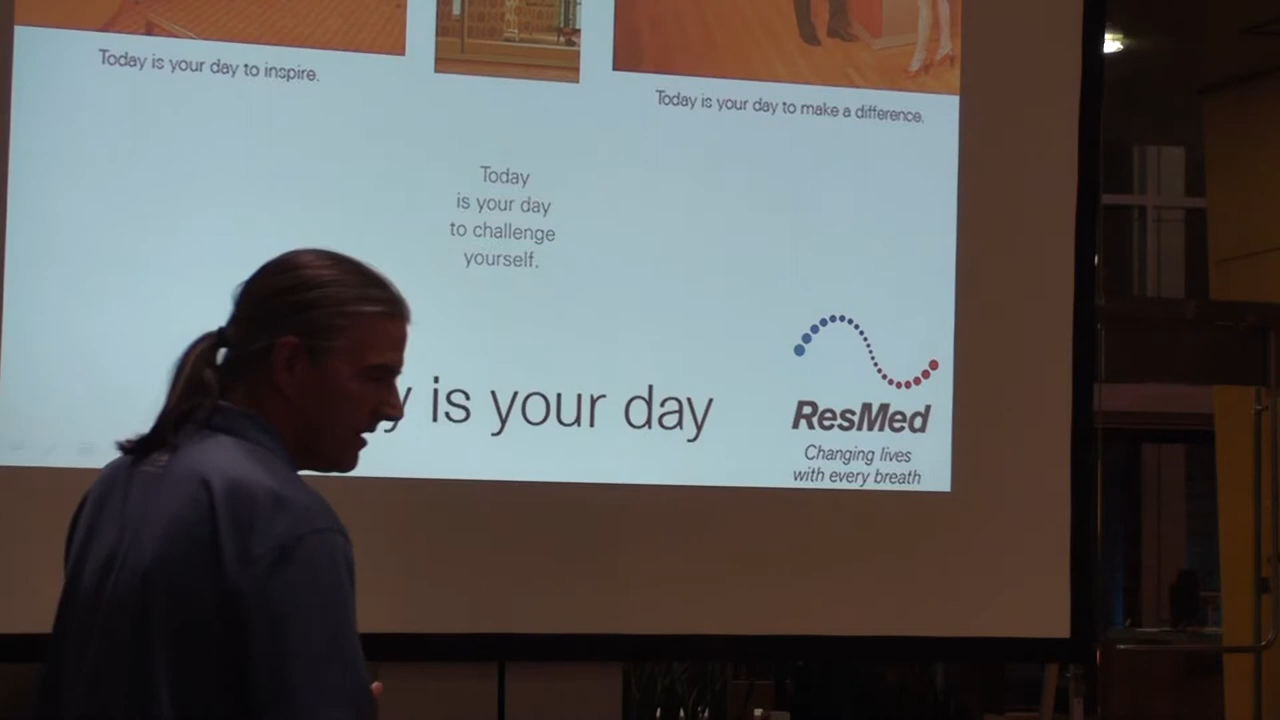 Today is your day to inspire.
Today is your day to make a difference.
Today
is your day
to challenge
yourself.
y is your day
ResMed
Changing lives
with every breath